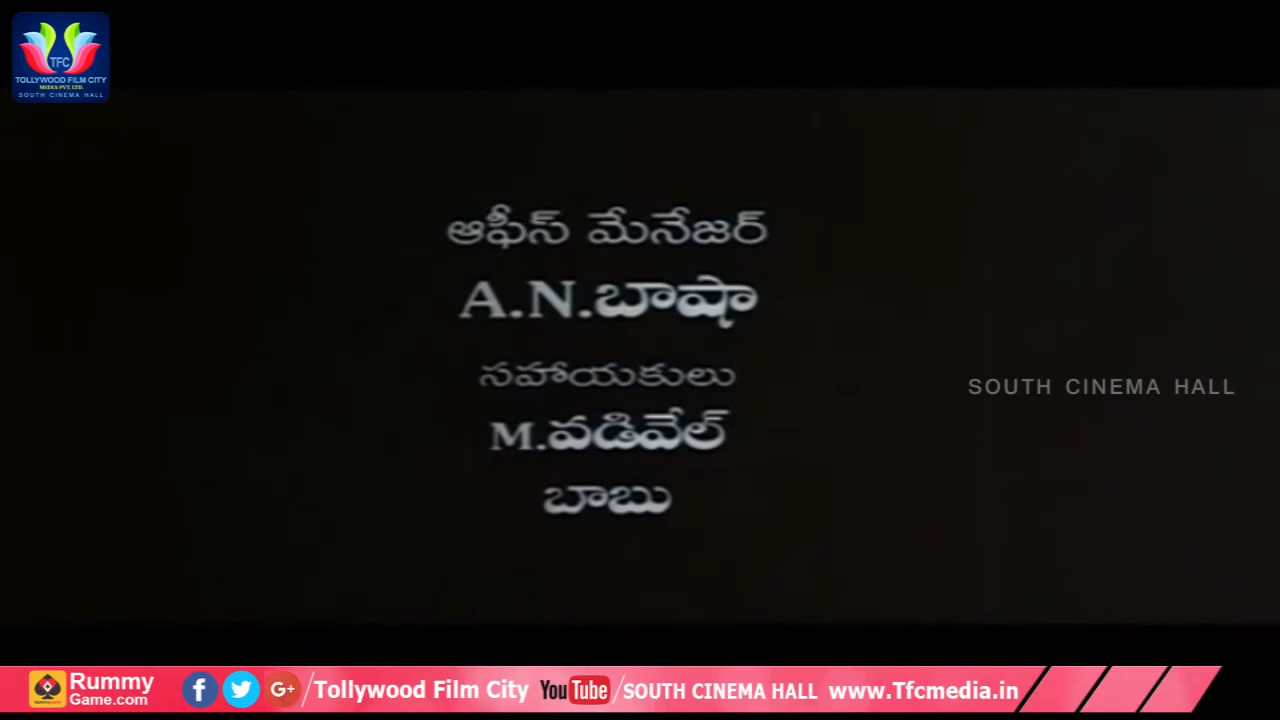 TFC
TOLLYWOOD FILM CITY
MEDIA PVT. LTD.
SOUTH CINEMA HALL
ఆఫీస్ మేనేజర్
A.N.బాషా
సహాయకులు
M.వడివేల్
బాబు
SOUTH CINEMA HALL
Rummy
Game.com
f G+ Tollywood Film City YouTube SOUTH CINEMA HALL www.Tfcmedia.in